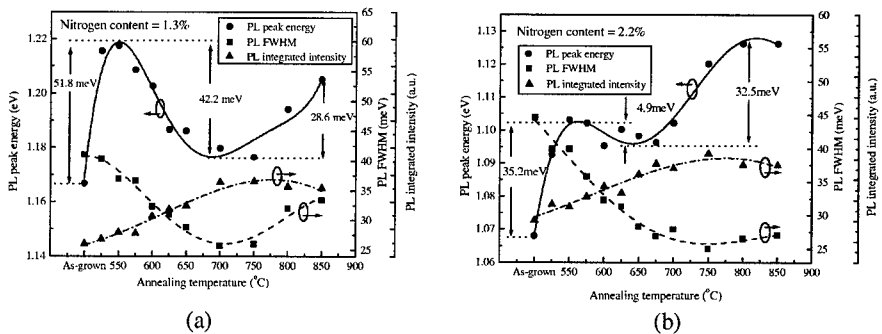 Nitrogen content = 1.3%
PL peak energy
PL FWHM
PL integrated intensity
51.8 meV
42.2 meV
28.6 meV
PL peak energy (eV)
1.22
1.20
1.18
1.16
1.14
60
55
50
45
40
35
30
25
PL FWHM (meV)
PL integrated intensity (a.u.)
As-grown 550 600 650 700 750 800 850 900
Annealing temperature (°C)
(a)
Nitrogen content = 2.2%
PL peak energy
PL FWHM
PL integrated intensity
4.9meV
32.5meV
35.2 meV
PL peak energy (eV)
1.13
1.12
1.11
1.10
1.09
1.08
1.07
1.06
60
55
50
45
40
35
30
25
PL FWHM (meV)
PL integrated intensity (a.u.)
As-grown 550 600 650 700 750 800 850 900
Annealing temperature (°C)
(b)